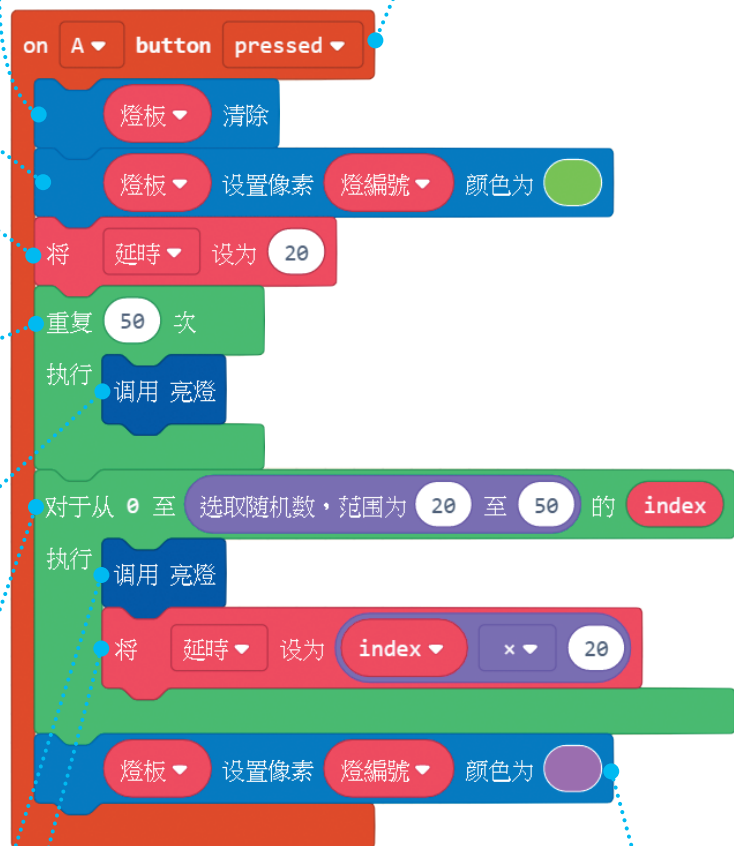 on A button pressed
燈板 清除
燈板 设置像素 燈編號 颜色为
将 延時 设为 20
重复 50 次
执行
调用 亮燈
对于从 0 至 选取随机数，范围为 20 至 50 的 index
执行
调用 亮燈
将 延時 设为 index × 20
燈板 设置像素 燈編號 颜色为